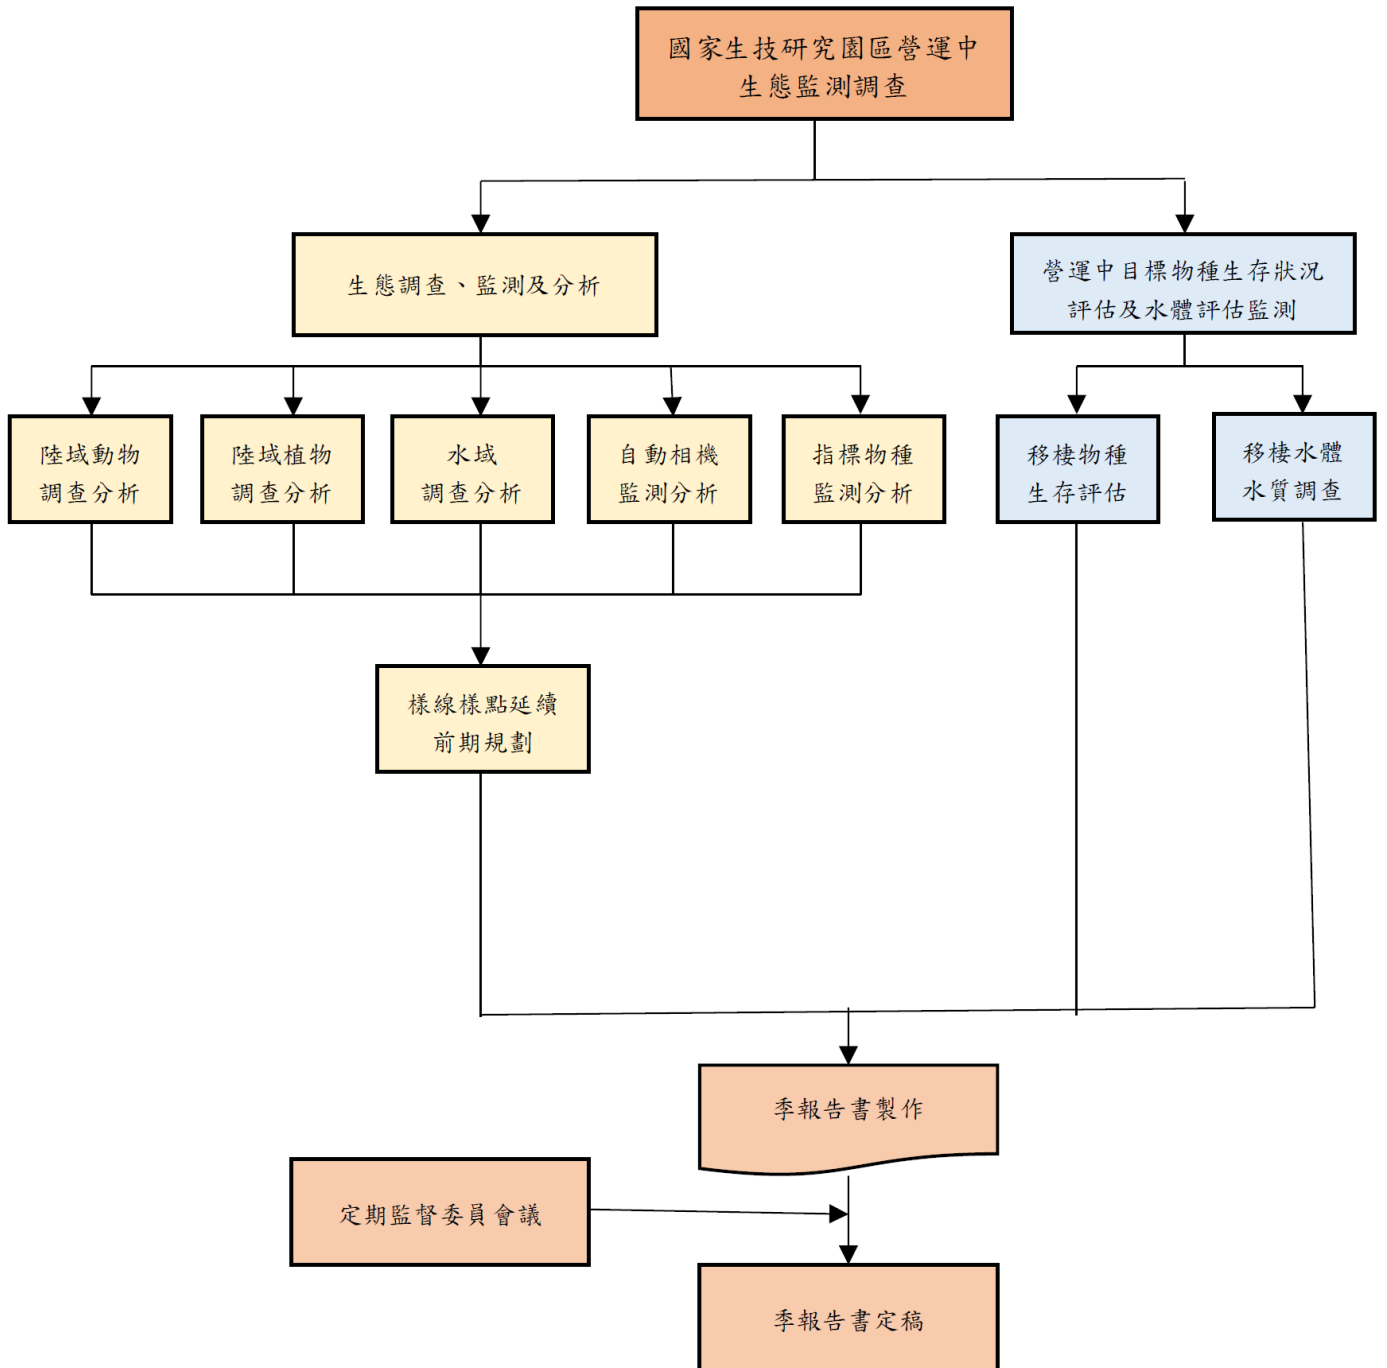 國家生技研究園區營運中
生態監測調查
生態調查、監測及分析
營運中目標物種生存狀況
評估及水體評估監測
陸域動物
調查分析
陸域植物
調查分析
水域
調查分析
自動相機
監測分析
指標物種
監測分析
移棲物種
生存評估
移棲水體
水質調查
樣線樣點延續
前期規劃
季報告書製作
定期監督委員會議
季報告書定稿